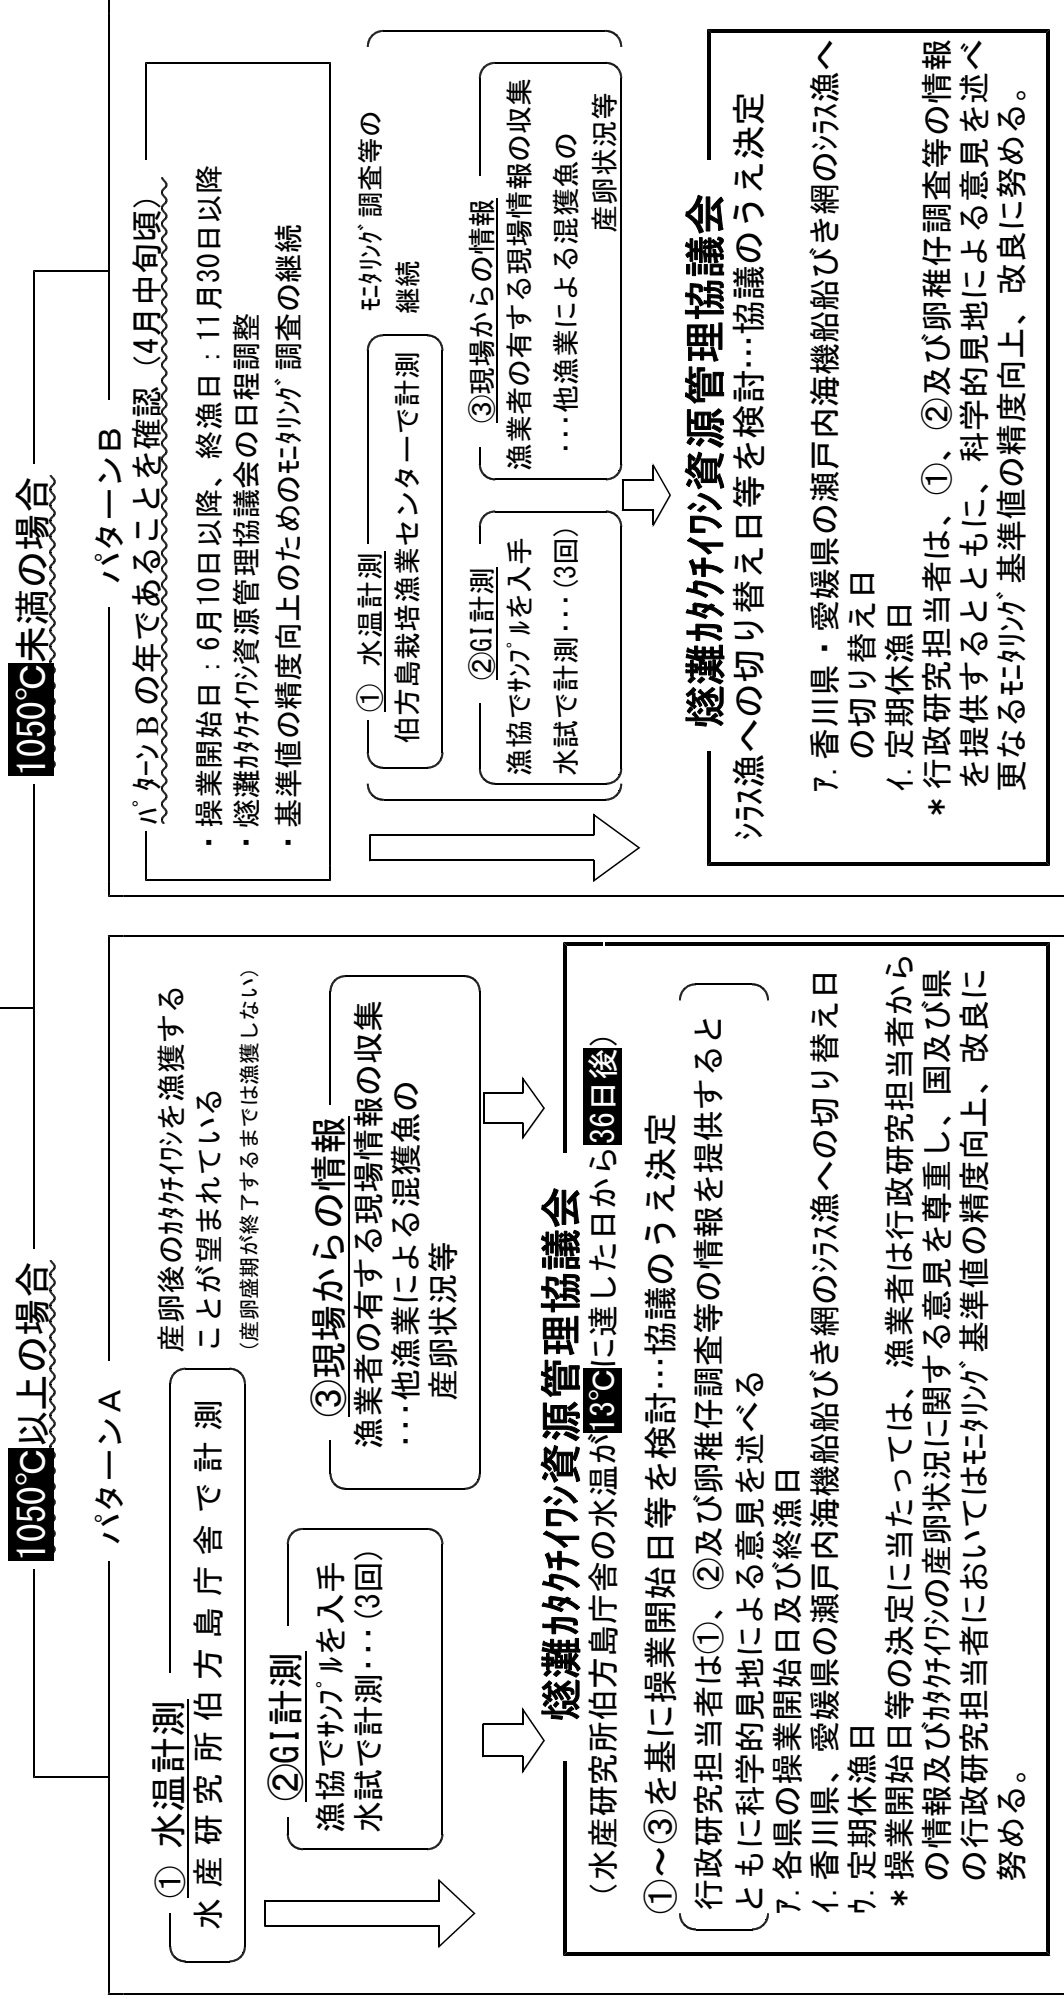 1050℃以上の場合
パターンA
① 水温計測
水産研究所伯方島庁舎で計測
産卵後のｶﾀｸﾁｲﾜｼを漁獲する
ことが望まれている
(産卵盛期が終了するまでは漁獲しない)
②GI計測
漁協でｻﾝﾌﾟﾙを入手
水試で計測･･･(3回)
③現場からの情報
漁業者の有する現場情報の収集
･･･他漁業による混獲魚の
産卵状況等
燧灘ｶﾀｸﾁｲﾜｼ資源管理協議会
（水産研究所伯方島庁舎の水温が13℃に達した日から36日後）
①～③を基に操業開始日等を検討…協議のうえ決定
行政研究担当者は①、②及び卵稚仔調査等の情報を提供すると
ともに科学的見地による意見を述べる
ｱ. 各県の操業開始日及び終漁日
ｲ. 香川県、愛媛県の瀬戸内海機船船びき網のｼﾗｽ漁への切り替え日
ｳ. 定期休漁日
＊操業開始日等の決定に当たっては、漁業者は行政研究担当者から
の情報及びｶﾀｸﾁｲﾜｼの産卵状況に関する意見を尊重し、国及び県
の行政研究担当者においてはﾓﾆﾀﾘﾝｸﾞ基準値の精度向上、改良に
努める。
1050℃未満の場合
パターンB
ﾊﾟﾀｰﾝBの年であることを確認（4月中旬頃）
・操業開始日：6月10日以降、終漁日：11月30日以降
・燧灘ｶﾀｸﾁｲﾜｼ資源管理協議会の日程調整
・基準値の精度向上のためのﾓﾆﾀﾘﾝｸﾞ調査の継続
① 水温計測
伯方島栽培漁業センターで計測
ﾓﾆﾀﾘﾝｸﾞ調査等の
継続
②GI計測
漁協でｻﾝﾌﾟﾙを入手
水試で計測･･･(3回)
③現場からの情報
漁業者の有する現場情報の収集
･･･他漁業による混獲魚の
産卵状況等
燧灘ｶﾀｸﾁｲﾜｼ資源管理協議会
ｼﾗｽ漁への切り替え日等を検討…協議のうえ決定
ｱ. 香川県・愛媛県の瀬戸内海機船船びき網のｼﾗｽ漁へ
の切り替え日
ｲ. 定期休漁日
＊行政研究担当者は、①、②及び卵稚仔調査等の情報
を提供するとともに、科学的見地による意見を述べ
更なるﾓﾆﾀﾘﾝｸﾞ基準値の精度向上、改良に努める。